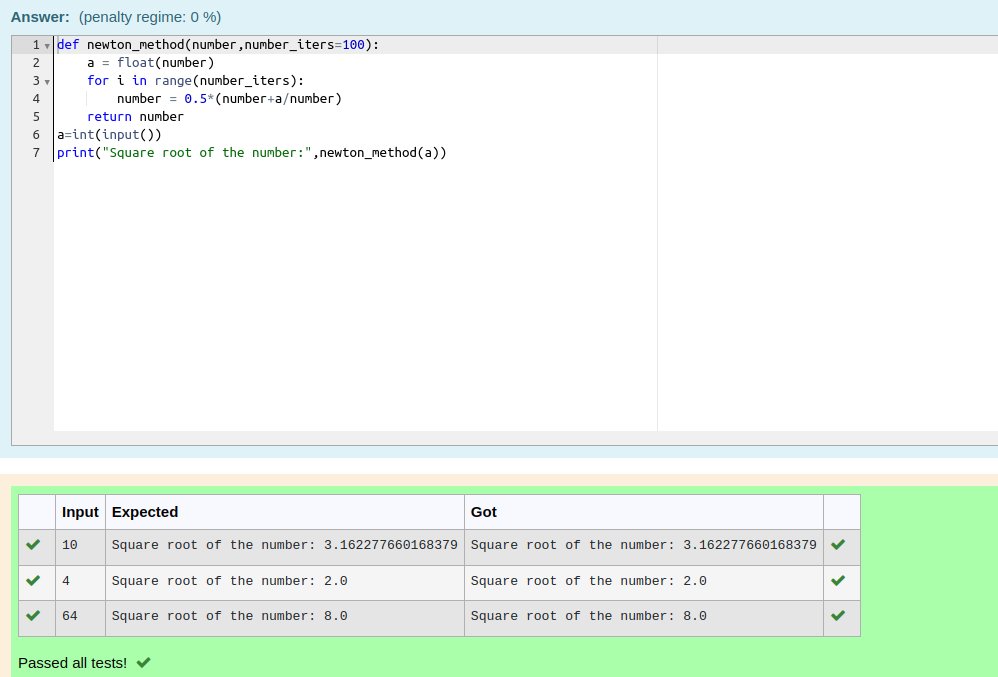 Answer: (penalty regime: 0 %)
1 def newton_method(number,number_iters=100):
2     a = float(number)
3     for i in range(number_iters):
4         number = 0.5*(number+a/number)
5     return number
6 a=int(input())
7 print("Square root of the number:",newton_method(a))
Input Expected Got
10 Square root of the number: 3.162277660168379 Square root of the number: 3.162277660168379
4 Square root of the number: 2.0 Square root of the number: 2.0
64 Square root of the number: 8.0 Square root of the number: 8.0
Passed all tests!